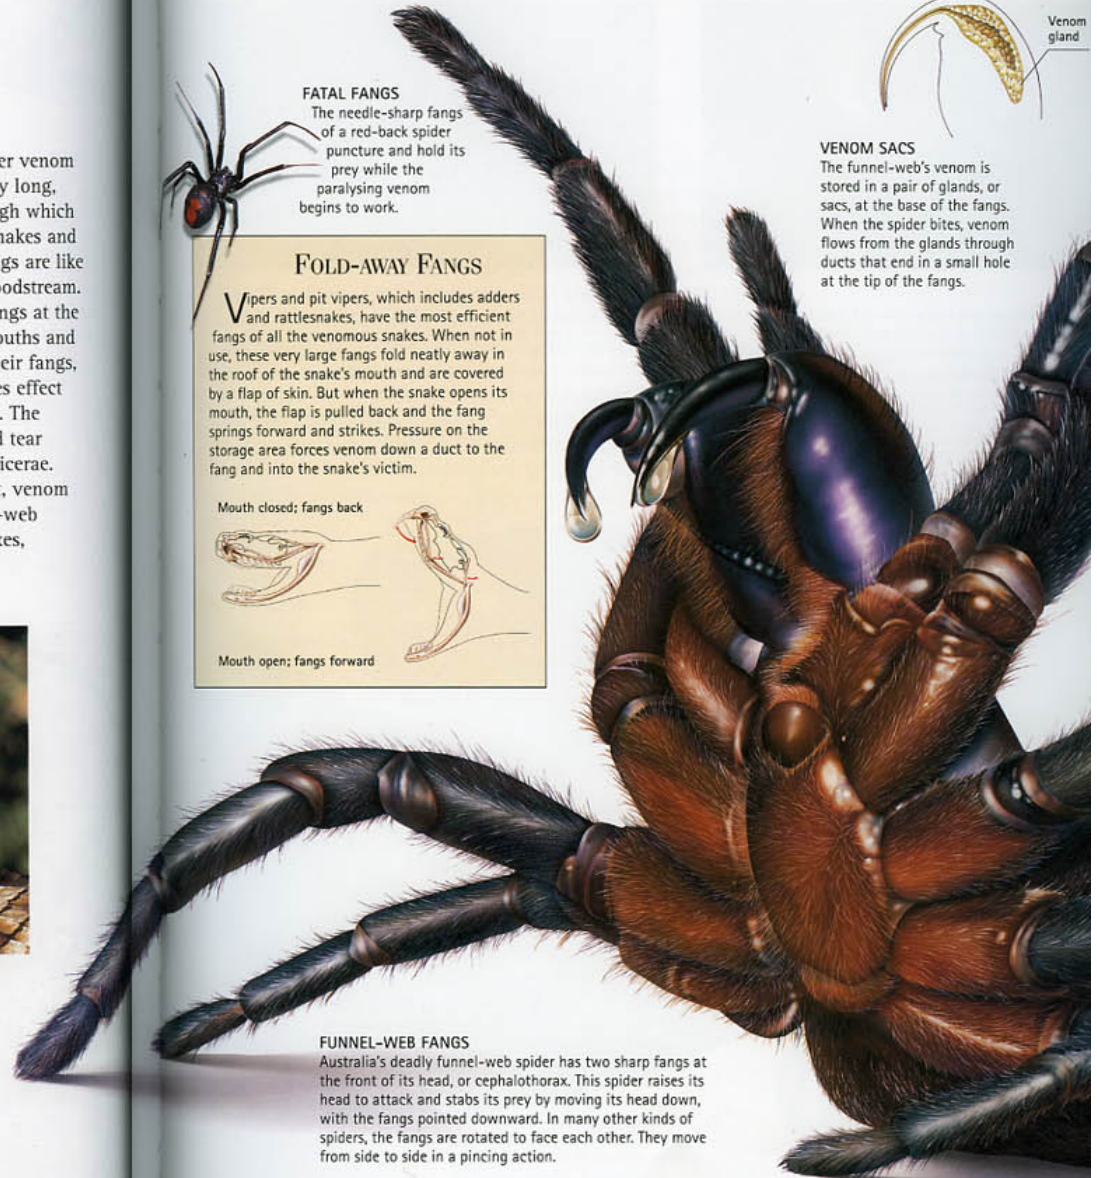 er venom
y long,
gh which
nakes and
gs are like
oodstream.
ngs at the
ouths and
eir fangs,
es effect
. The
l tear
icerae.
, venom
-web
es,
FATAL FANGS
The needle-sharp fangs
of a red-back spider
puncture and hold its
prey while the
paralysing venom
begins to work.
Venom
gland
VENOM SACS
The funnel-web's venom is
stored in a pair of glands, or
sacs, at the base of the fangs.
When the spider bites, venom
flows from the glands through
ducts that end in a small hole
at the tip of the fangs.
FOLD-AWAY FANGS
Vipers and pit vipers, which includes adders
and rattlesnakes, have the most efficient
fangs of all the venomous snakes. When not in
use, these very large fangs fold neatly away in
the roof of the snake's mouth and are covered
by a flap of skin. But when the snake opens its
mouth, the flap is pulled back and the fang
springs forward and strikes. Pressure on the
storage area forces venom down a duct to the
fang and into the snake's victim.
Mouth closed; fangs back
Mouth open; fangs forward
FUNNEL-WEB FANGS
Australia's deadly funnel-web spider has two sharp fangs at
the front of its head, or cephalothorax. This spider raises its
head to attack and stabs its prey by moving its head down,
with the fangs pointed downward. In many other kinds of
spiders, the fangs are rotated to face each other. They move
from side to side in a pincing action.